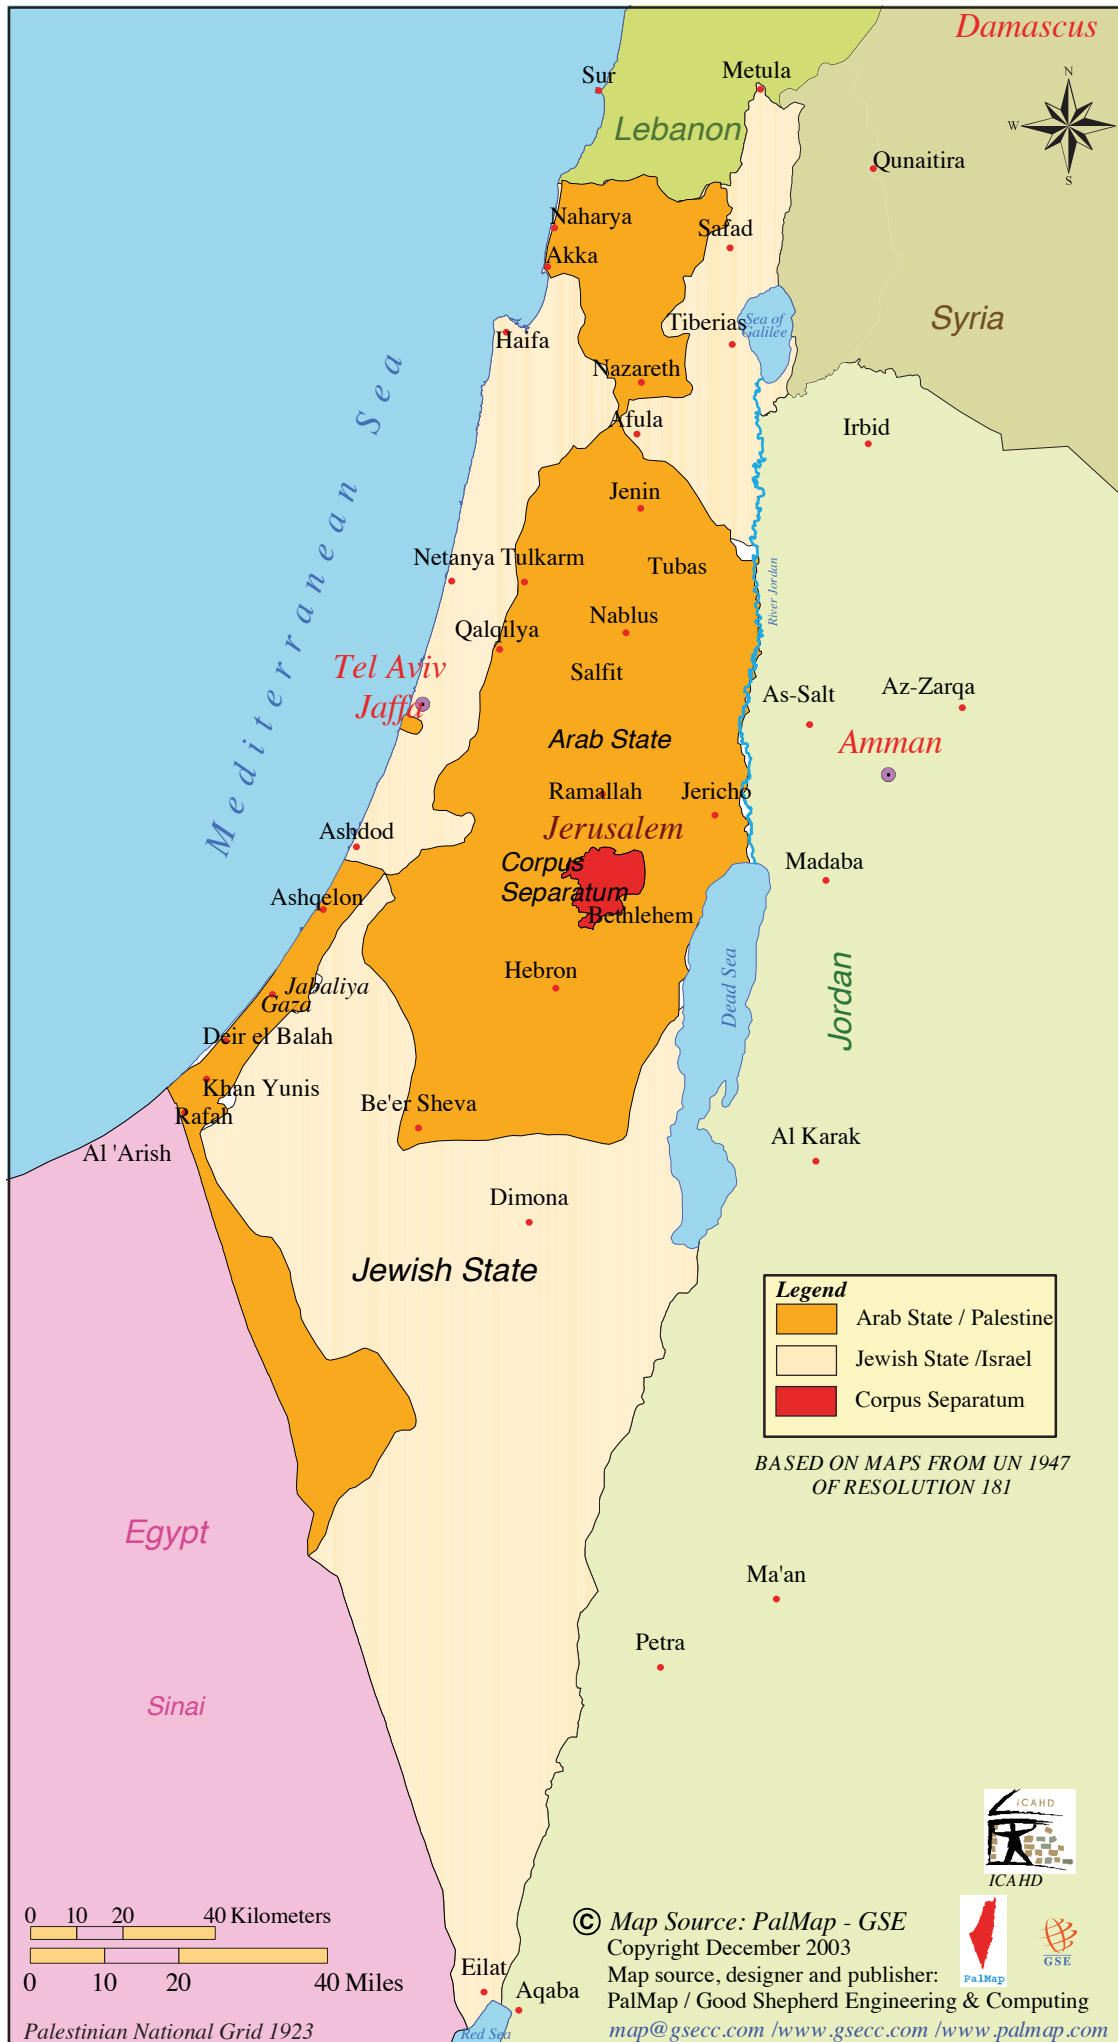 Damascus
N
W
S
Sur
Metula
Lebanon
Qunaitira
Naharya
Safad
Akka
Syria
Tiberias
Sea of
Galilee
Haifa
Nazareth
Mediterranean Sea
Afula
Irbid
Jenin
Netanya
Tulkarm
Tubas
River Jordan
Nablus
Qalqilya
Tel Aviv
Jaffa
Salfit
As-Salt
Az-Zarqa
Arab State
Amman
Ramallah
Jericho
Ashdod
Jerusalem
Corpus
Separatum
Madaba
Ashqelon
Bethlehem
Hebron
Dead Sea
Jordan
Jabaliya
Gaza
Deir el Balah
Khan Yunis
Rafah
Be'er Sheva
Al 'Arish
Al Karak
Dimona
Jewish State
Legend
Arab State / Palestine
Jewish State /Israel
Corpus Separatum
BASED ON MAPS FROM UN 1947
OF RESOLUTION 181
Egypt
Ma'an
Petra
Sinai
ICAHD
ICAHD
0 10 20 40 Kilometers
0 10 20 40 Miles
© Map Source: PalMap - GSE
Copyright December 2003
Map source, designer and publisher:
PalMap / Good Shepherd Engineering & Computing
map@gsecc.com /www.gsecc.com /www.palmap.com
PalMap
GSE
Eilat
Aqaba
Red Sea
Palestinian National Grid 1923